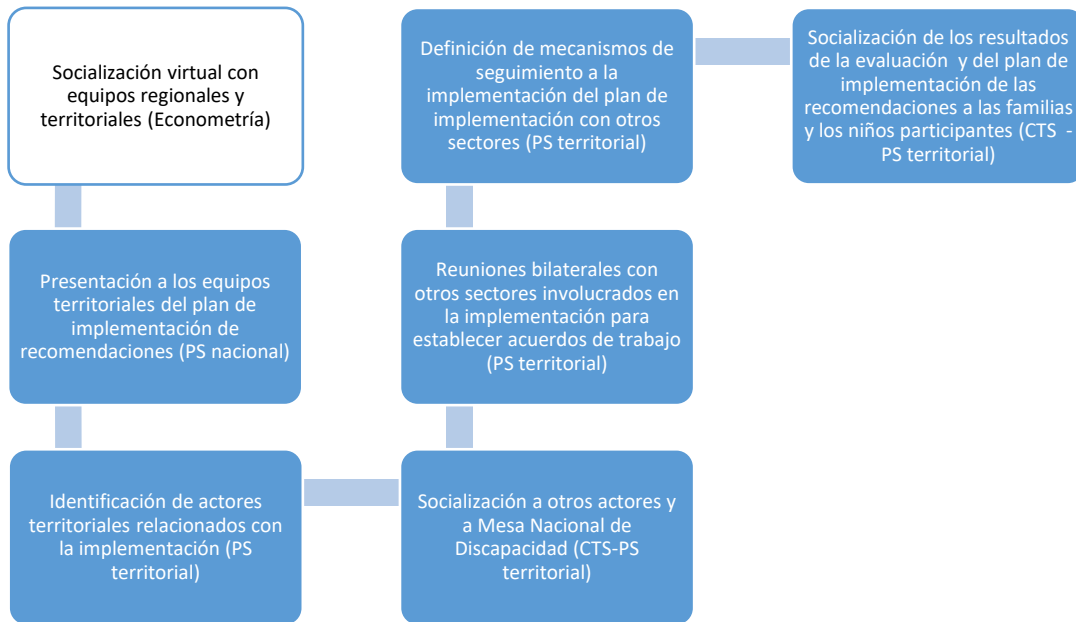 Socialización virtual con
equipos regionales y
territoriales (Econometría)
Presentación a los equipos
territoriales del plan de
implementación de
recomendaciones (PS nacional)
Identificación de actores
territoriales relacionados con
la implementación (PS
territorial)
Socialización a otros actores y
a Mesa Nacional de
Discapacidad (CTS-PS
territorial)
Reuniones bilaterales con
otros sectores involucrados en
la implementación para
establecer acuerdos de trabajo
(PS territorial)
Definición de mecanismos de
seguimiento a la
implementación del plan de
implementación con otros
sectores (PS territorial)
Socialización de los resultados
de la evaluación y del plan de
implementación de las
recomendaciones a las familias
y los niños participantes (CTS -
PS territorial)